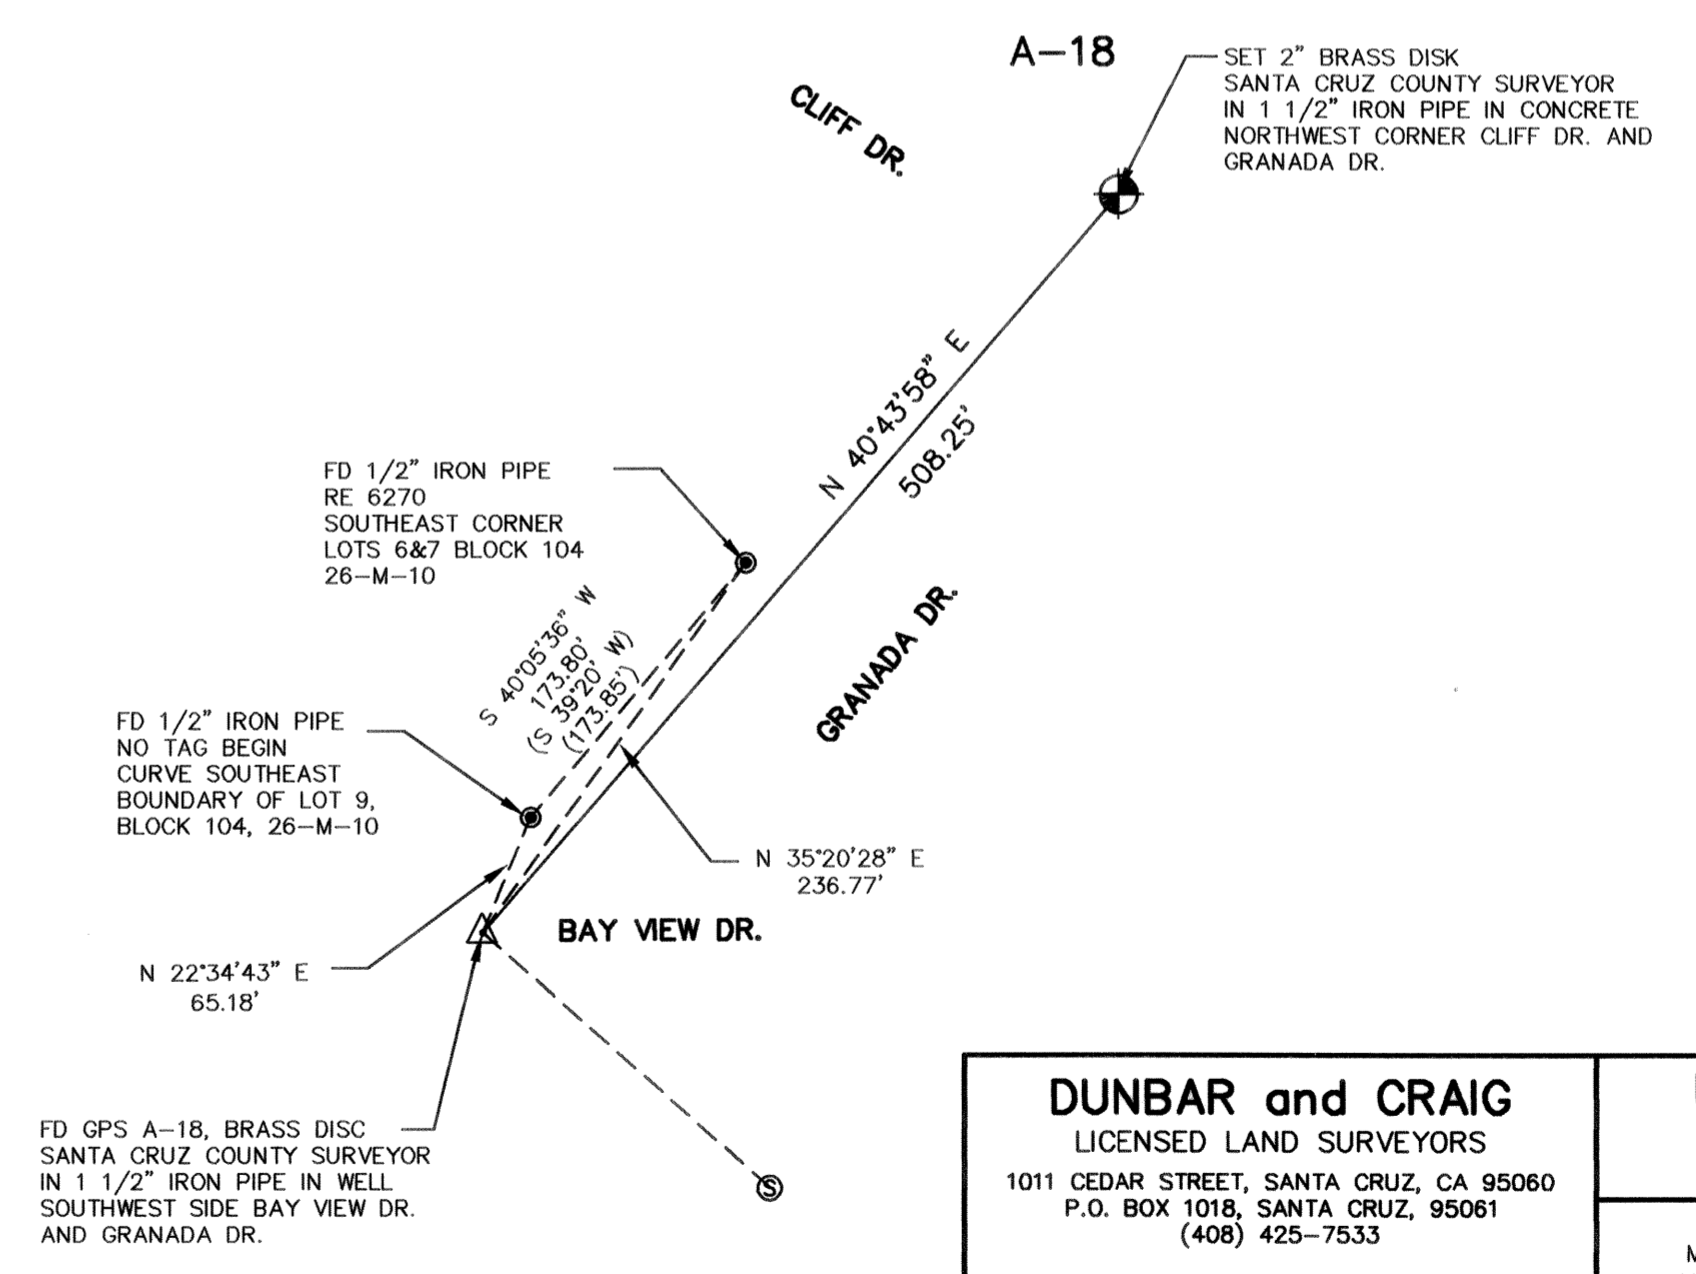 A-18
SET 2" BRASS DISK
SANTA CRUZ COUNTY SURVEYOR
IN 1 1/2" IRON PIPE IN CONCRETE
NORTHWEST CORNER CLIFF DR. AND
GRANADA DR.
CLIFF DR.
N 40°43'58" E
508.25'
FD 1/2" IRON PIPE
RE 6270
SOUTHEAST CORNER
LOTS 6&7 BLOCK 104
26-M-10
S 40°05'36" W
173.80'
(S 39°20' W)
(173.85')
GRANADA DR.
FD 1/2" IRON PIPE
NO TAG BEGIN
CURVE SOUTHEAST
BOUNDARY OF LOT 9,
BLOCK 104, 26-M-10
N 35°20'28" E
236.77'
BAY VIEW DR.
N 22°34'43" E
65.18'
FD GPS A-18, BRASS DISC
SANTA CRUZ COUNTY SURVEYOR
IN 1 1/2" IRON PIPE IN WELL
SOUTHWEST SIDE BAY VIEW DR.
AND GRANADA DR.
S
DUNBAR and CRAIG
LICENSED LAND SURVEYORS
1011 CEDAR STREET, SANTA CRUZ, CA 95060
P.O. BOX 1018, SANTA CRUZ, 95061
(408) 425-7533